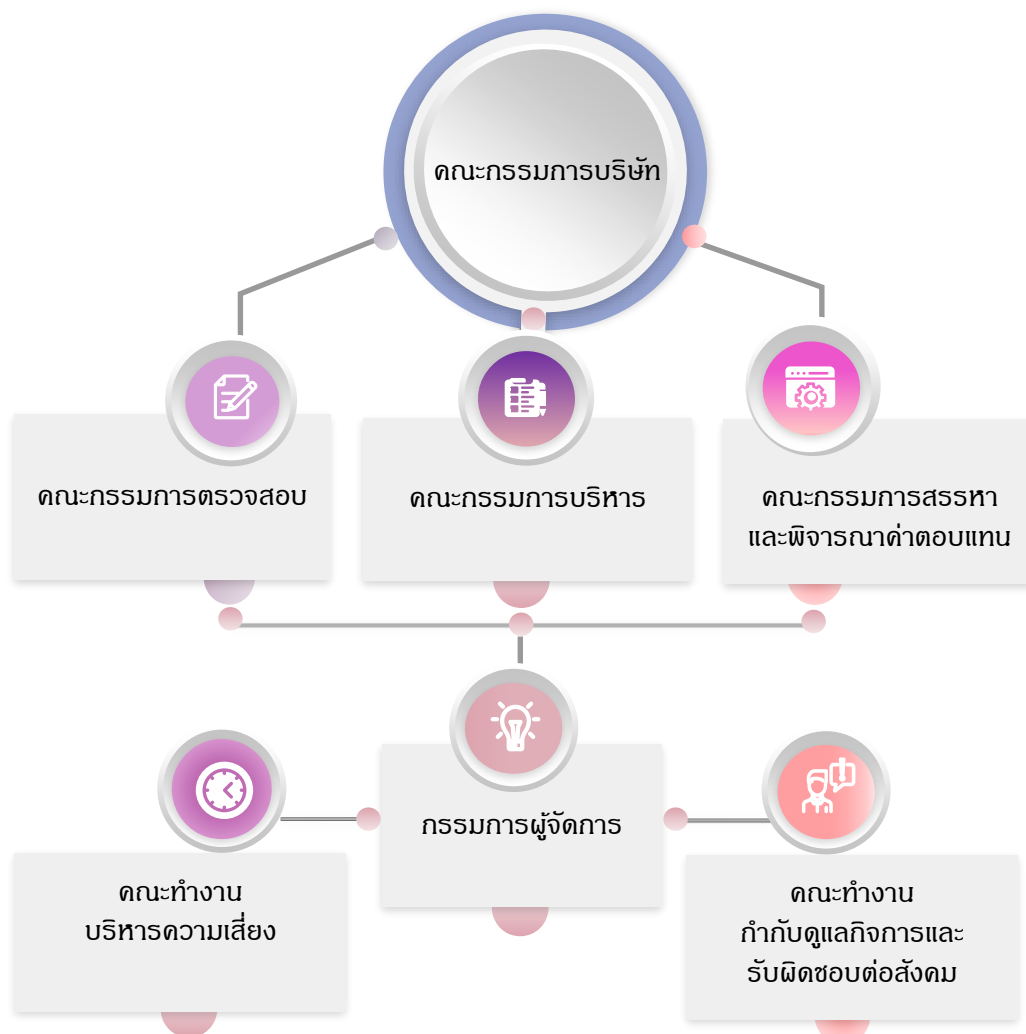 คณะกรรมการบริษัท
คณะกรรมการตรวจสอบ
คณะกรรมการบริหาร
คณะกรรมการสรรหา
และพิจารณาค่าตอบแทน
กรรมการผู้จัดการ
คณะทำงาน
บริหารความเสี่ยง
คณะทำงาน
กำกับดูแลกิจการและ
รับผิดชอบต่อสังคม